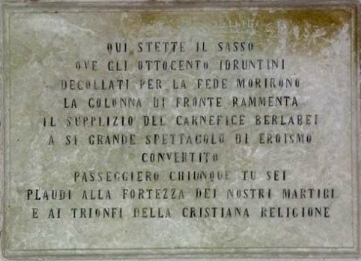 QUI STETTE IL SASSO
OVE GLI OTTOCENTO IDRUNTINI
DECOLLATI PER LA FEDE MORIRONO
LA COLONNA DI FRONTE RAMMENTA
IL SUPPLIZIO DEL CARNEFICE BERLABEI
A SI GRANDE SPETTACOLO DI EROISMO
CONVERTITO
PASSEGGIERO CHIUNQUE TU SEI
PLAUDI ALLA FORTEZZA DEI NOSTRI MARTIRI
E AI TRIONFI DELLA CRISTIANA RELIGIONE